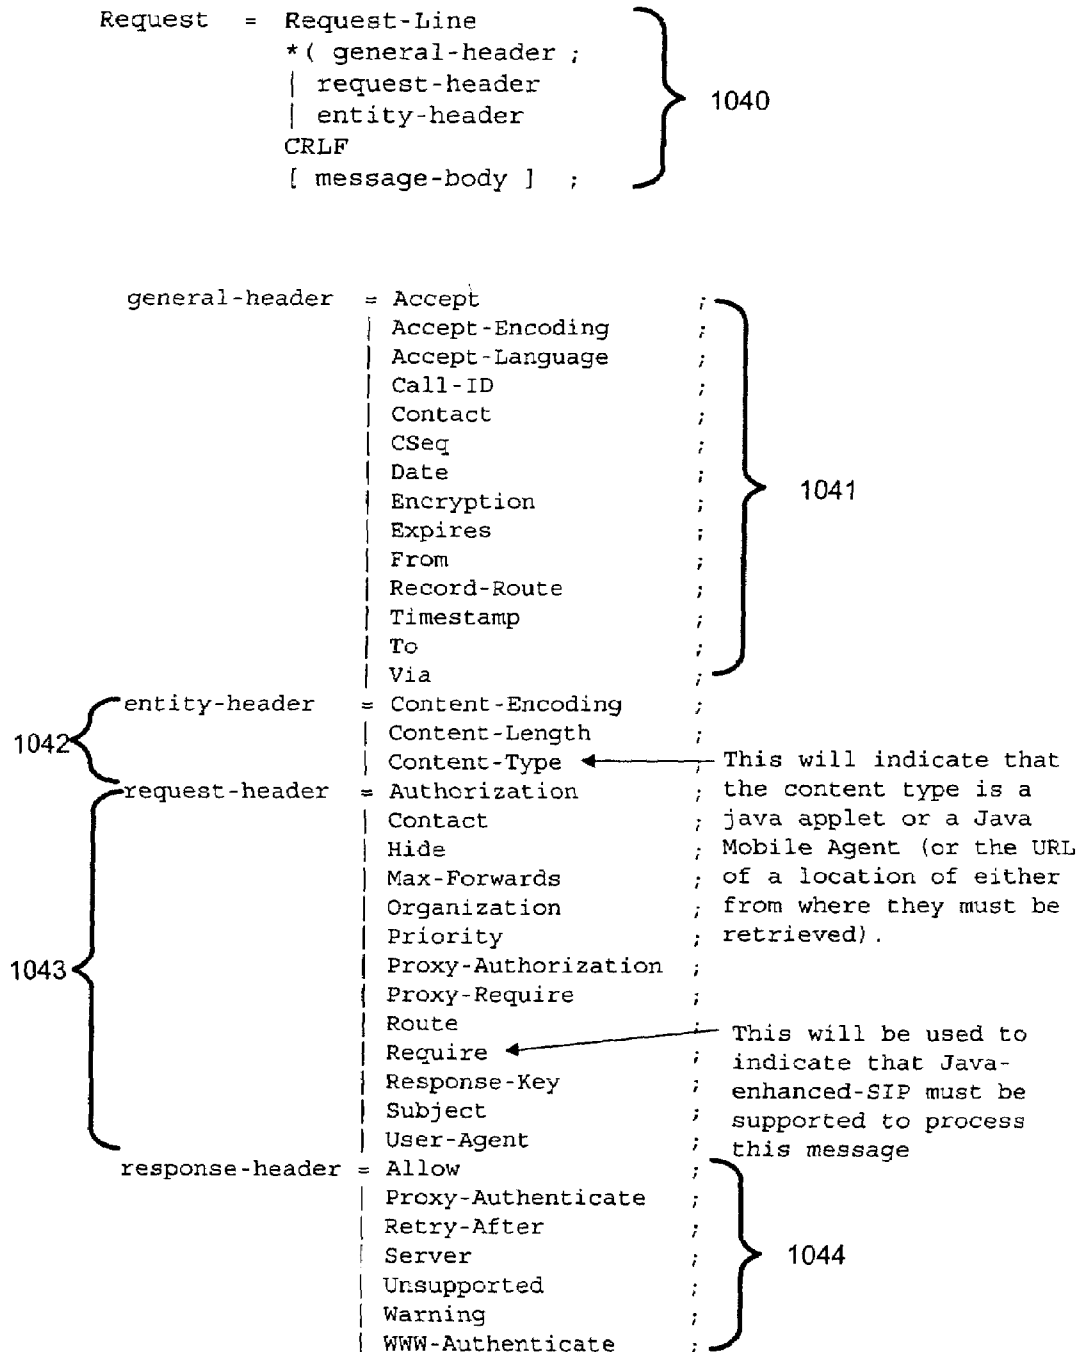 Request = Request-Line
*( general-header ;
| request-header
| entity-header
CRLF
[ message-body ] ;
1040
general-header = Accept ;
| Accept-Encoding ;
| Accept-Language ;
| Call-ID ;
| Contact ;
| CSeq ;
| Date ;
| Encryption ;
| Expires ;
| From ;
| Record-Route ;
| Timestamp ;
| To ;
| Via ;
1041
entity-header = Content-Encoding ;
| Content-Length ;
| Content-Type ;
1042
This will indicate that
the content type is a
java applet or a Java
Mobile Agent (or the URL
of a location of either
from where they must be
retrieved).
request-header = Authorization ;
| Contact ;
| Hide ;
| Max-Forwards ;
| Organization ;
| Priority ;
| Proxy-Authorization ;
| Proxy-Require ;
| Route ;
| Require ;
| Response-Key ;
| Subject ;
| User-Agent ;
1043
This will be used to
indicate that Java-
enhanced-SIP must be
supported to process
this message
response-header = Allow ;
| Proxy-Authenticate ;
| Retry-After ;
| Server ;
| Unsupported ;
| Warning ;
| WWW-Authenticate ;
1044